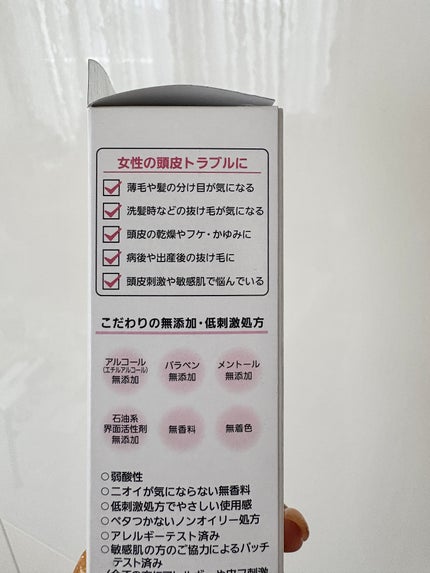 女性の頭皮トラブルに
薄毛や髪の分け目が気になる
洗髪時などの抜け毛が気になる
頭皮の乾燥やフケ・かゆみに
病後や出産後の抜け毛に
頭皮刺激や敏感肌で悩んでいる
こだわりの無添加・低刺激処方
アルコール
(エチルアルコール)
無添加
パラベン
無添加
メントール
無添加
石油系
界面活性剤
無添加
無香料
無着色
○弱酸性
○ニオイが気にならない無香料
○低刺激処方でやさしい使用感
○ベタつかないノンオイリー処方
○アレルギーテスト済み
○敏感肌の方のご協力によるパッチ
テスト済み